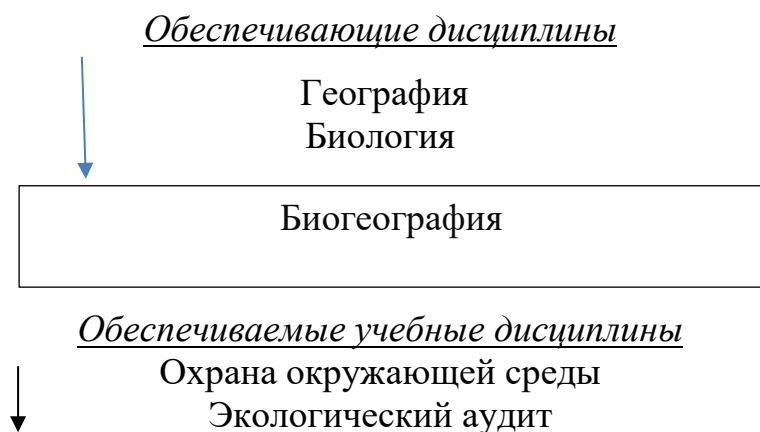 Обеспечивающие дисциплины
География
Биология
Биогеография
Обеспечиваемые учебные дисциплины
Охрана окружающей среды
Экологический аудит